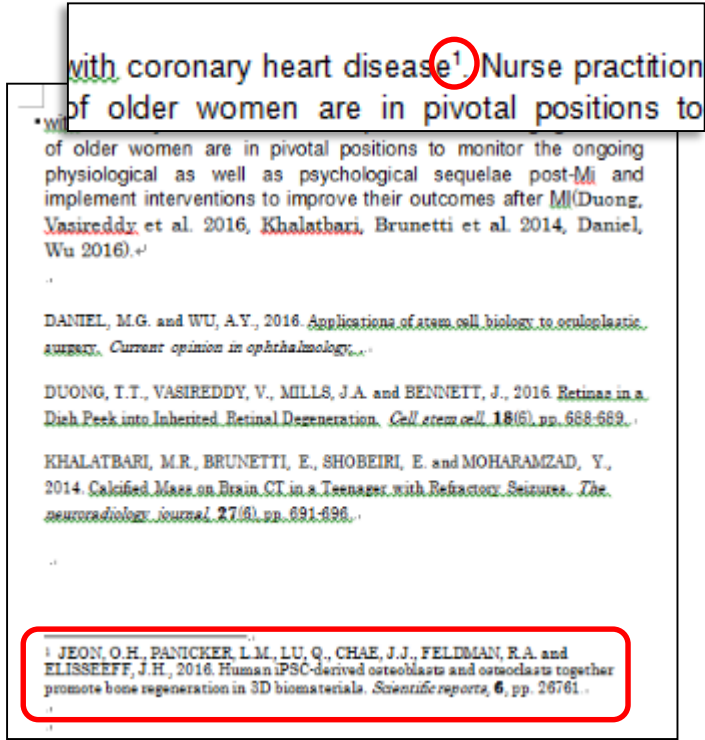 with coronary heart disease¹. Nurse practition
of older women are in pivotal positions to
of older women are in pivotal positions to monitor the ongoing
physiological as well as psychological sequelae post-Mi and
implement interventions to improve their outcomes after MI(Duong,
Vasireddy et al. 2016, Khalatbari, Brunetti et al. 2014, Daniel,
Wu 2016).
DANIEL, M.G. and WU, A.Y., 2016. Applications of stem cell biology to oculoplastic
surgery. Current opinion in ophthalmology, .
DUONG, T.T., VASIREDDY, V., MILLS, J.A. and BENNETT, J., 2016. Retinas in a
Dish Peek into Inherited Retinal Degeneration. Cell stem cell, 18(6), pp. 688-689.
KHALATBARI, M.R., BRUNETTI, E., SHOBEIRI, E. and MOHARAMZAD, Y.,
2014. Calcified Mass on Brain CT in a Teenager with Refractory Seizures. The
neuroradiology journal, 27(6), pp. 691-696.
1 JEON, O.H., PANICKER, L.M., LU, Q., CHAE, J.J., FELDMAN, R.A. and
ELISSEEFF, J.H., 2016. Human iPSC-derived osteoblasts and osteoclasts together
promote bone regeneration in 3D biomaterials. Scientific reports, 6, pp. 26761.